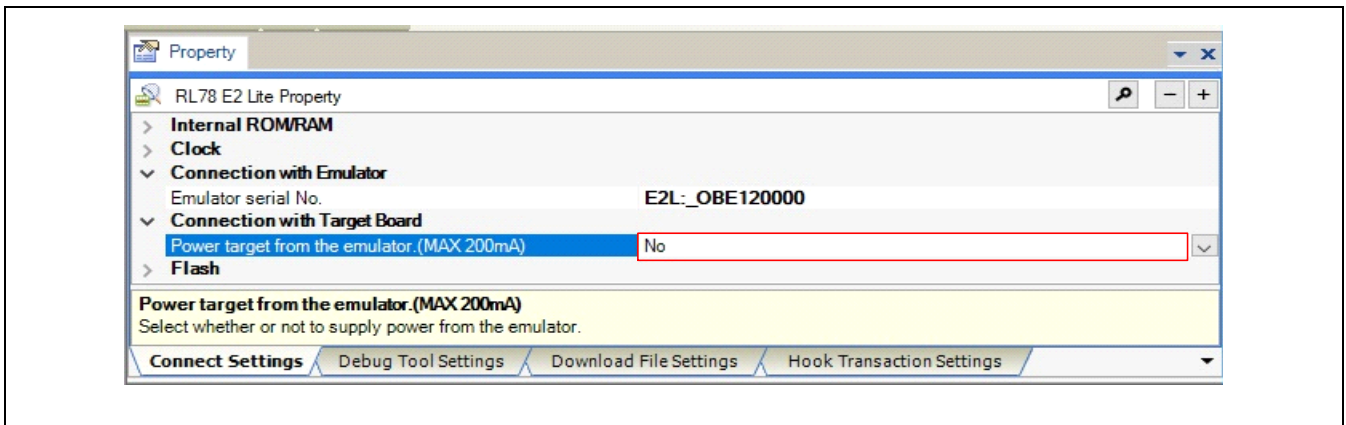 Property
RL78 E2 Lite Property
Internal ROM/RAM
Clock
Connection with Emulator
Emulator serial No. E2L:_OBE120000
Connection with Target Board
Power target from the emulator.(MAX 200mA) No
Flash
Power target from the emulator.(MAX 200mA)
Select whether or not to supply power from the emulator.
Connect Settings Debug Tool Settings Download File Settings Hook Transaction Settings